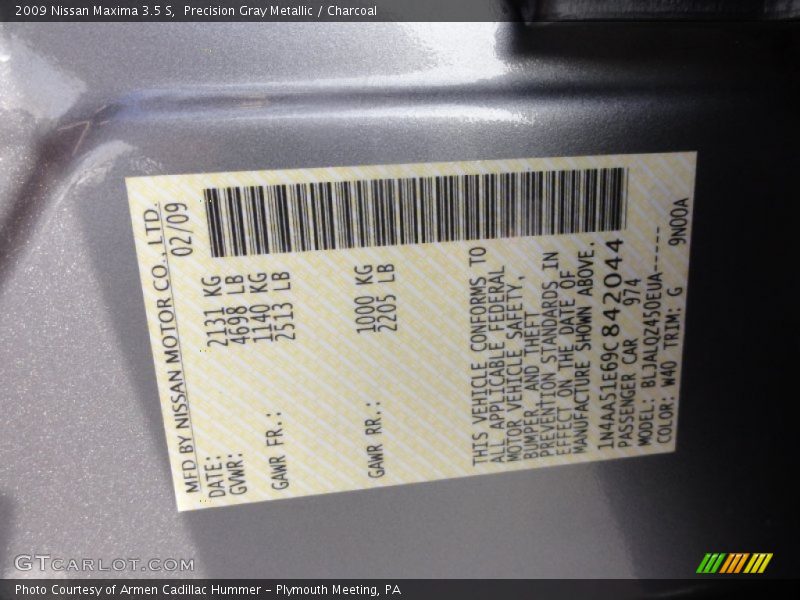 2009 Nissan Maxima 3.5 S, Precision Gray Metallic / Charcoal
MFD BY NISSAN MOTOR CO., LTD.
DATE: 02/09
GVWR: 2131 KG
4698 LB
GAWR FR.: 1140 KG
2513 LB
GAWR RR.: 1000 KG
2205 LB
THIS VEHICLE CONFORMS TO
ALL APPLICABLE FEDERAL
MOTOR VEHICLE SAFETY,
BUMPER, AND THEFT
PREVENTION STANDARDS IN
EFFECT ON THE DATE OF
MANUFACTURE SHOWN ABOVE.
1N4AA51E69C842044
PASSENGER CAR 974
MODEL: BLJALQZ450EUA-----
COLOR: W40 TRIM: G 9N00A
GTCARLOT.COM
Photo Courtesy of Armen Cadillac Hummer - Plymouth Meeting, PA